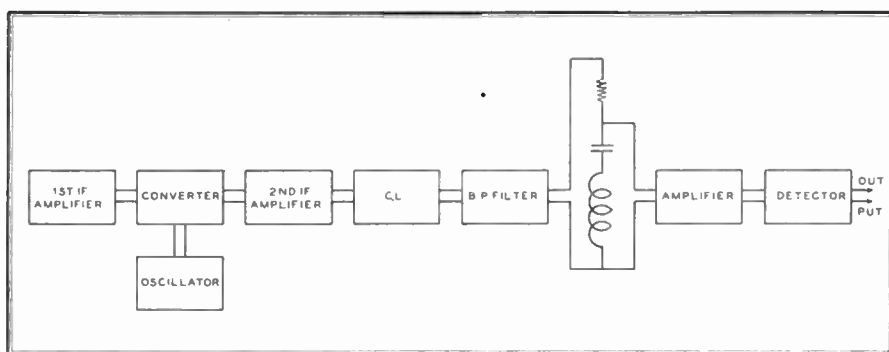 1ST IF
AMPLIFIER
CONVERTER
2ND IF
AMPLIFIER
C.L
B P FILTER
AMPLIFIER
DETECTOR
OUT
PUT
OSCILLATOR